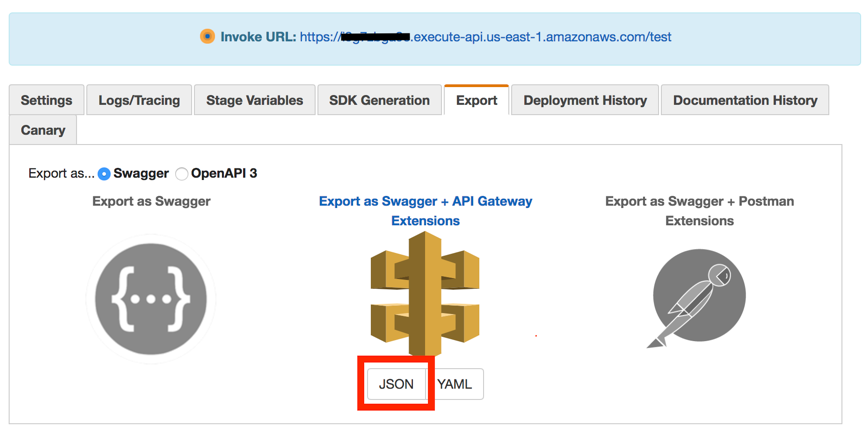 Invoke URL: https://.execute-api.us-east-1.amazonaws.com/test
Settings Logs/Tracing Stage Variables SDK Generation Export Deployment History Documentation History
Canary
Export as... Swagger OpenAPI 3
Export as Swagger
Export as Swagger + API Gateway
Extensions
Export as Swagger + Postman
Extensions
{...}
JSON YAML